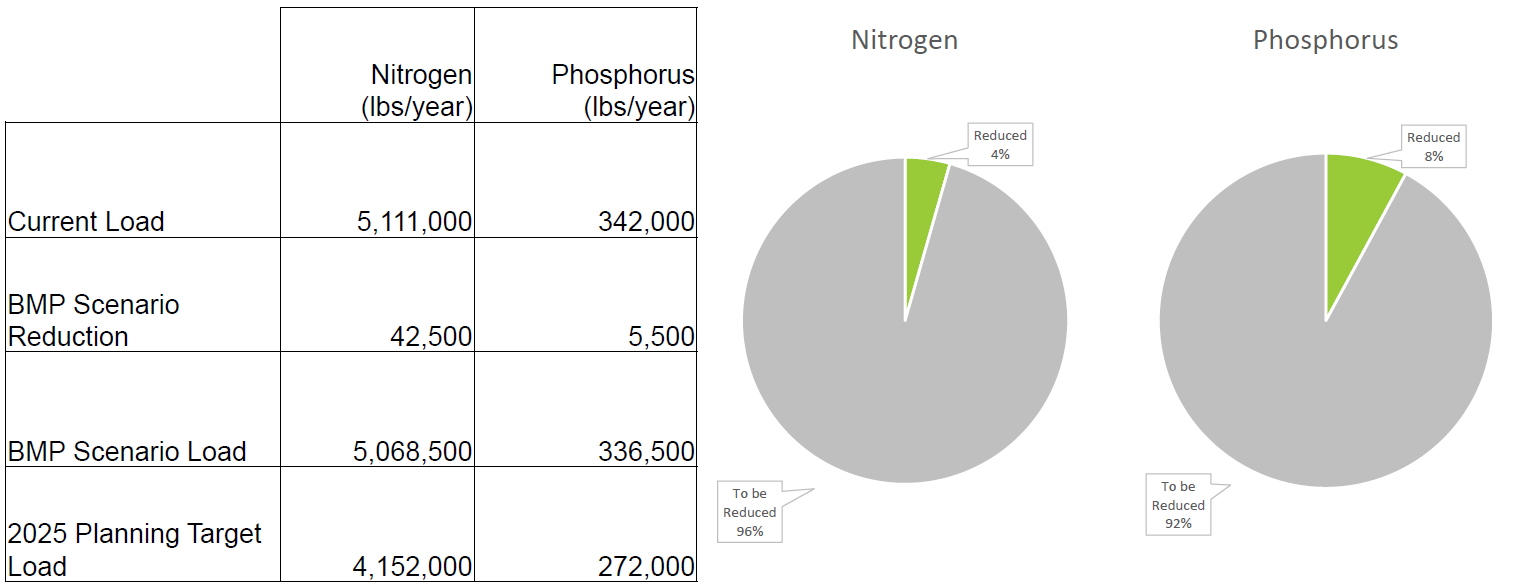 Nitrogen
(lbs/year)
Phosphorus
(lbs/year)
Current Load
5,111,000
342,000
BMP Scenario
Reduction
42,500
5,500
BMP Scenario Load
5,068,500
336,500
2025 Planning Target
Load
4,152,000
272,000
Nitrogen
Reduced
4%
To be
Reduced
96%
Phosphorus
Reduced
8%
To be
Reduced
92%